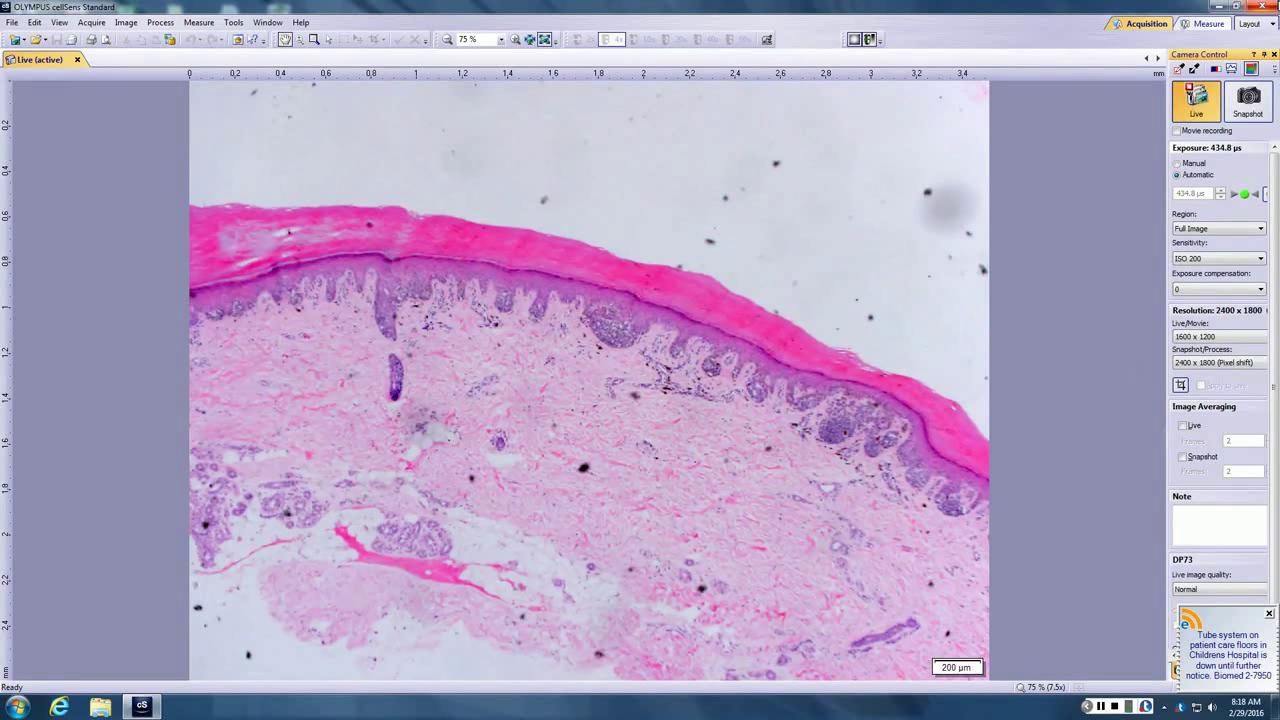 OLYMPUS cellSens Standard
File Edit View Acquire Image Process Measure Tools Window Help
Acquisition Measure Layout
75 %
Live (active)
Camera Control
0 0,2 0,4 0,6 0,8 1 1,2 1,4 1,6 1,8 2 2,2 2,4 2,6 2,8 3 3,2 3,4 mm
0,2
0,4
0,6
0,8
1
1,2
1,4
1,6
1,8
2
2,2
2,4
Live Snapshot
Movie recording
Exposure: 434.8 µs
Manual
Automatic
434.8 µs
Region:
Full Image
Sensitivity:
ISO 200
Exposure compensation:
0
Resolution: 2400 x 1800
Live/Movie:
1600 x 1200
Snapshot/Process:
2400 x 1800 (Pixel shift)
Image Averaging
Live
Frames 2
Snapshot
Frames 2
Note
DP73
Live image quality:
Normal
Tube system on
patient care floors in
Childrens Hospital is
down until further
notice. Biomed 2-7950
200 µm
Ready
75 % (7.5x)
8:18 AM
2/29/2016